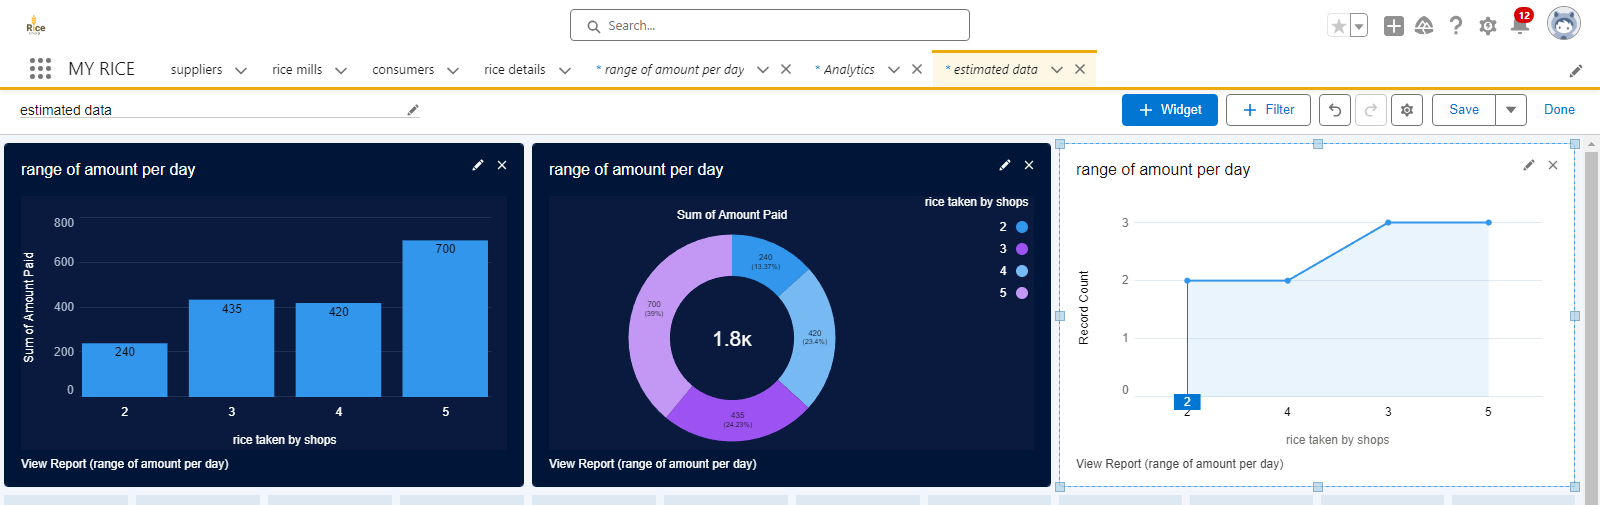 Rice
Search...
12
MY RICE
suppliers
rice mills
consumers
rice details
* range of amount per day
* Analytics
* estimated data
estimated data
+ Widget
+ Filter
Save
Done
range of amount per day
Sum of Amount Paid
800
600
400
200
0
240
435
420
700
2
3
4
5
rice taken by shops
View Report (range of amount per day)
range of amount per day
rice taken by shops
2
3
4
5
Sum of Amount Paid
240
(13.37%)
700
(39%)
420
(23.4%)
435
(24.23%)
1.8K
View Report (range of amount per day)
range of amount per day
Record Count
3
2
1
0
2
2
4
3
5
rice taken by shops
View Report (range of amount per day)